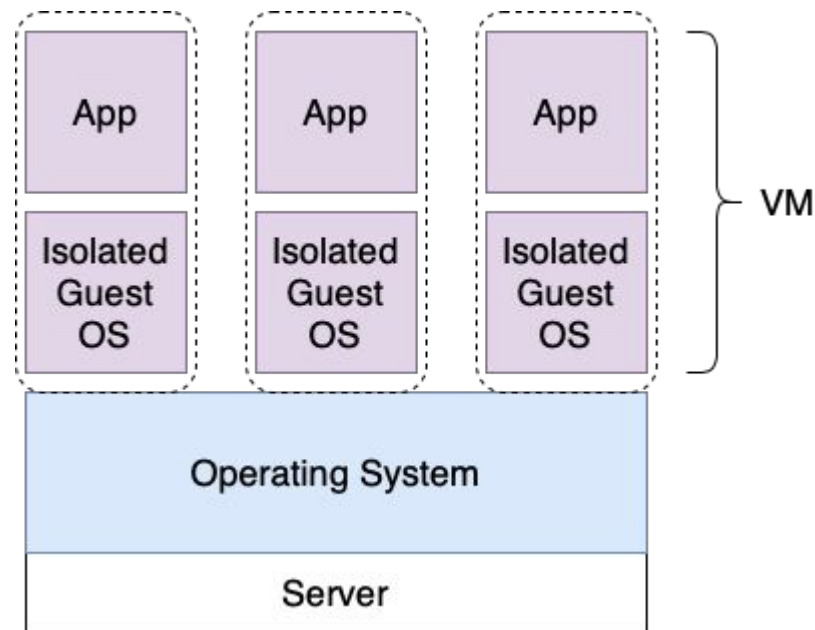 App
App
App
VM
Isolated
Guest
OS
Isolated
Guest
OS
Isolated
Guest
OS
Operating System
Server